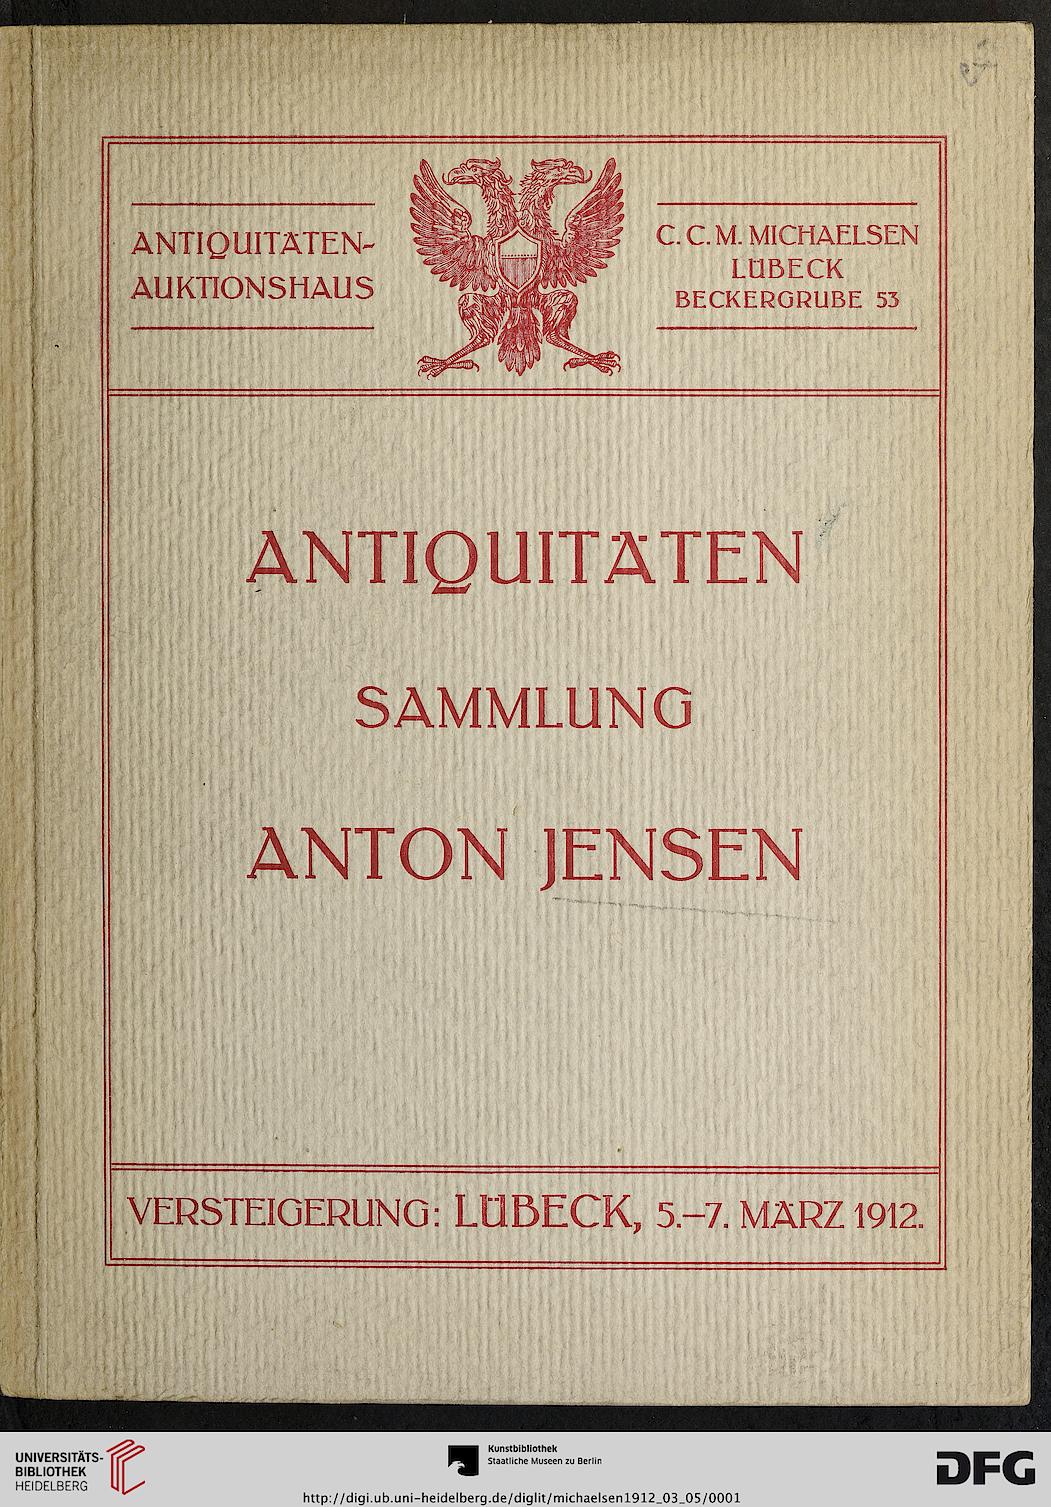 ANTIQUITÄTEN-
AUKTIONSHAUS
C. C. M. MICHAELSEN
LÜBECK
BECKERGRUBE 53
ANTIQUITÄTEN
SAMMLUNG
ANTON JENSEN
VERSTEIGERUNG: LÜBECK, 5.–7. MÄRZ 1912.
UNIVERSITÄTS-
BIBLIOTHEK
HEIDELBERG
Kunstbibliothek
Staatliche Museen zu Berlin
http://digi.ub.uni-heidelberg.de/diglit/michaelsen1912_03_05/0001
DFG